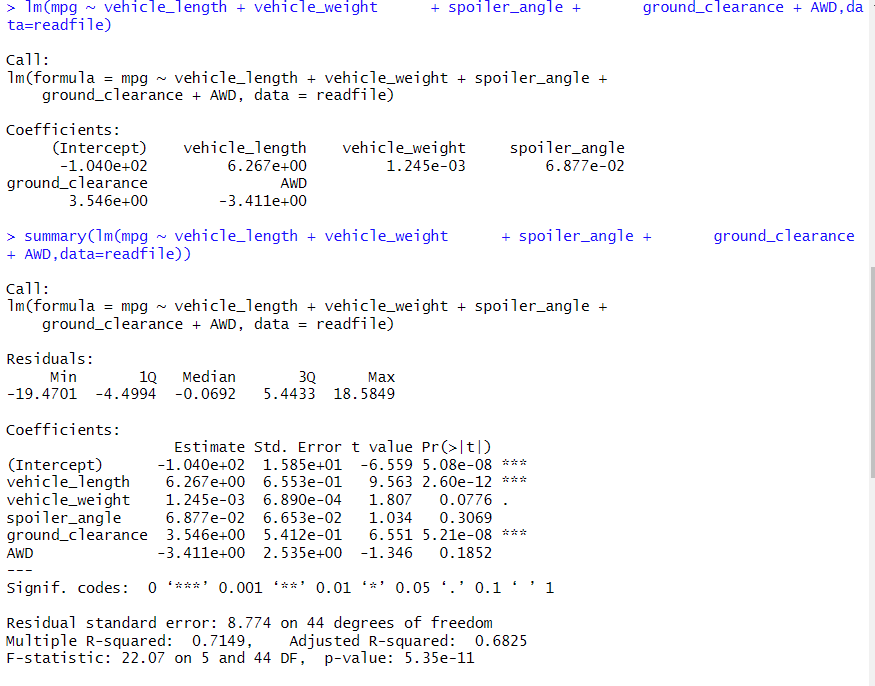 > lm(mpg ~ vehicle_length + vehicle_weight      + spoiler_angle +       ground_clearance + AWD,da
ta=readfile)
Call:
lm(formula = mpg ~ vehicle_length + vehicle_weight + spoiler_angle +
    ground_clearance + AWD, data = readfile)
Coefficients:
     (Intercept)    vehicle_length    vehicle_weight     spoiler_angle
      -1.040e+02         6.267e+00         1.245e-03         6.877e-02
ground_clearance               AWD
       3.546e+00        -3.411e+00
> summary(lm(mpg ~ vehicle_length + vehicle_weight      + spoiler_angle +       ground_clearance
+ AWD,data=readfile))
Call:
lm(formula = mpg ~ vehicle_length + vehicle_weight + spoiler_angle +
    ground_clearance + AWD, data = readfile)
Residuals:
     Min       1Q   Median       3Q      Max
-19.4701  -4.4994  -0.0692   5.4433  18.5849
Coefficients:
                   Estimate Std. Error t value Pr(>|t|)
(Intercept)      -1.040e+02  1.585e+01  -6.559 5.08e-08 ***
vehicle_length    6.267e+00  6.553e-01   9.563 2.60e-12 ***
vehicle_weight    1.245e-03  6.890e-04   1.807   0.0776 .
spoiler_angle     6.877e-02  6.653e-02   1.034   0.3069
ground_clearance  3.546e+00  5.412e-01   6.551 5.21e-08 ***
AWD              -3.411e+00  2.535e+00  -1.346   0.1852
---
Signif. codes:  0 ‘***’ 0.001 ‘**’ 0.01 ‘*’ 0.05 ‘.’ 0.1 ‘ ’ 1
Residual standard error: 8.774 on 44 degrees of freedom
Multiple R-squared:  0.7149,    Adjusted R-squared:  0.6825
F-statistic: 22.07 on 5 and 44 DF,  p-value: 5.35e-11